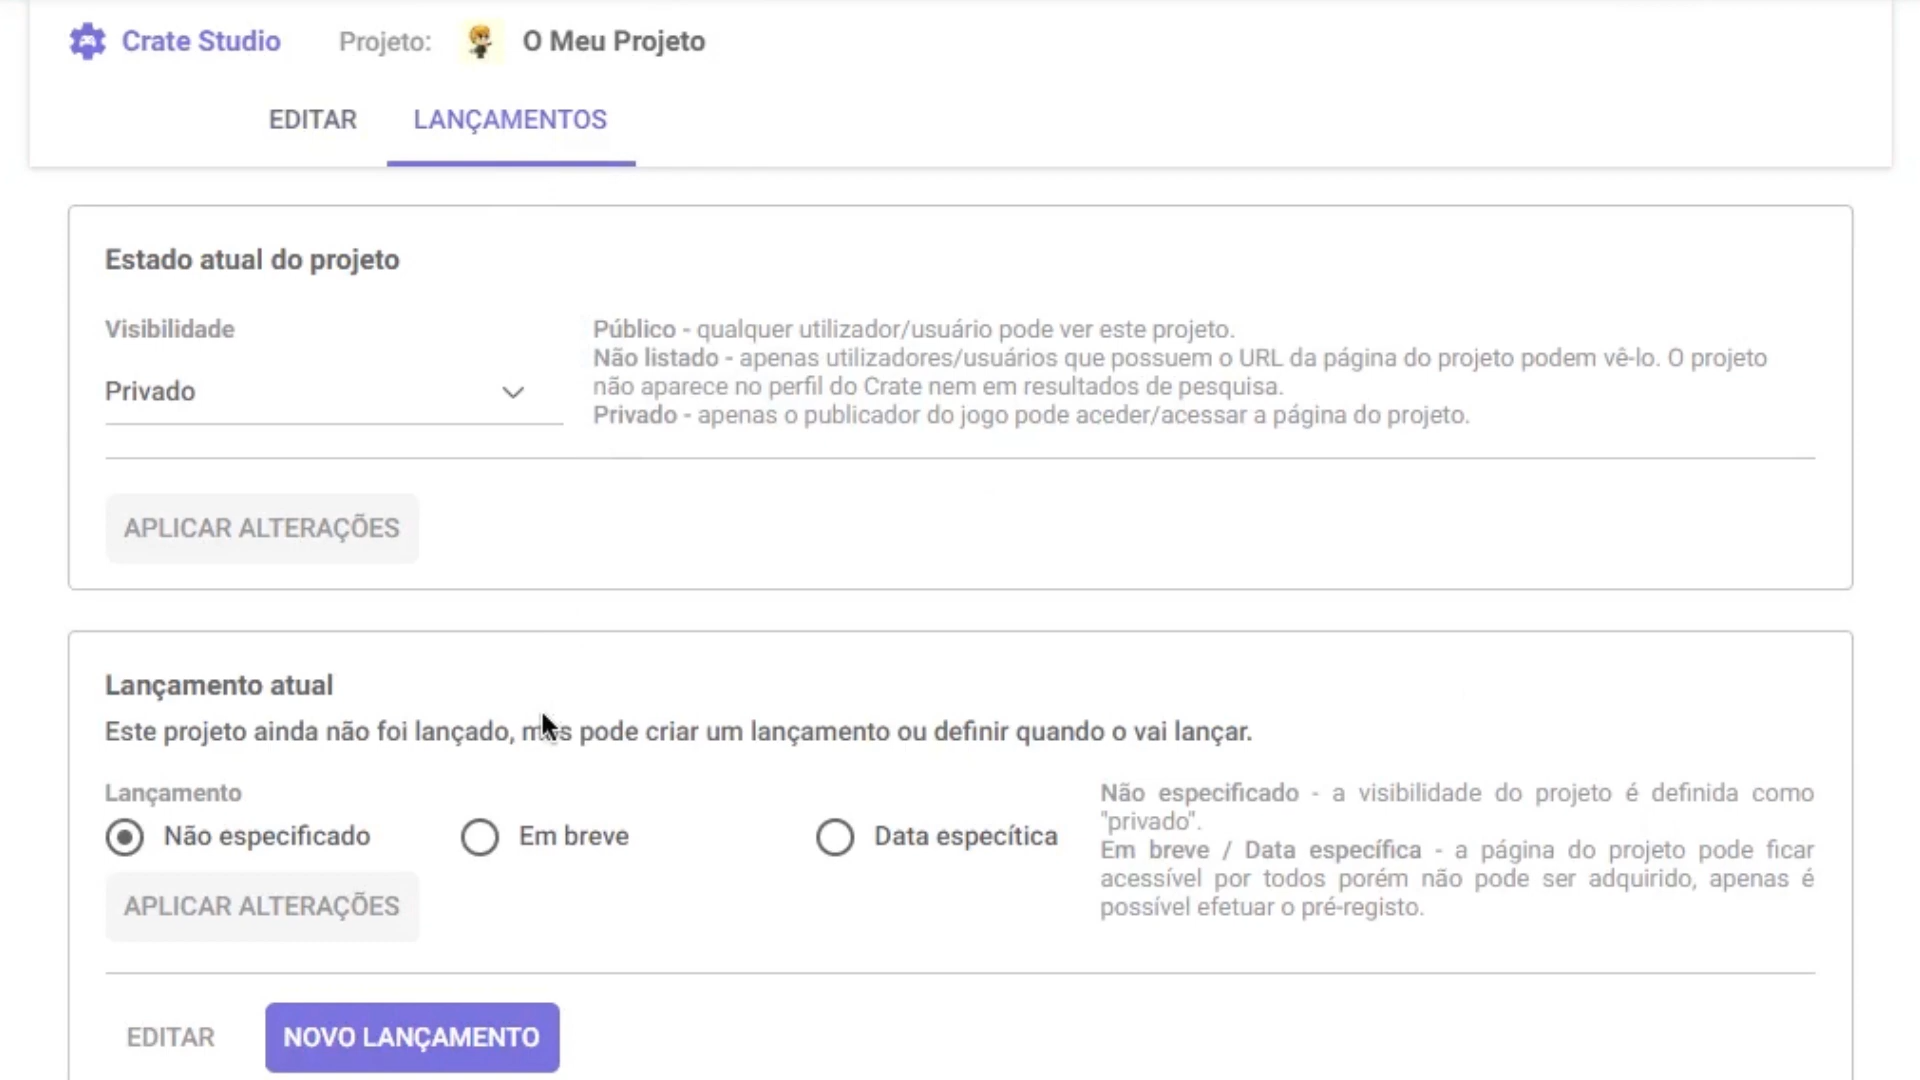 Crate Studio Projeto: O Meu Projeto
EDITAR LANÇAMENTOS
Estado atual do projeto
Visibilidade
Privado
Público - qualquer utilizador/usuário pode ver este projeto.
Não listado - apenas utilizadores/usuários que possuem o URL da página do projeto podem vê-lo. O projeto
não aparece no perfil do Crate nem em resultados de pesquisa.
Privado - apenas o publicador do jogo pode aceder/acessar a página do projeto.
APLICAR ALTERAÇÕES
Lançamento atual
Este projeto ainda não foi lançado, mas pode criar um lançamento ou definir quando o vai lançar.
Lançamento
Não especificado Em breve Data específica
Não especificado - a visibilidade do projeto é definida como
"privado".
Em breve / Data específica - a página do projeto pode ficar
acessível por todos porém não pode ser adquirido, apenas é
possível efetuar o pré-registo.
APLICAR ALTERAÇÕES
EDITAR NOVO LANÇAMENTO